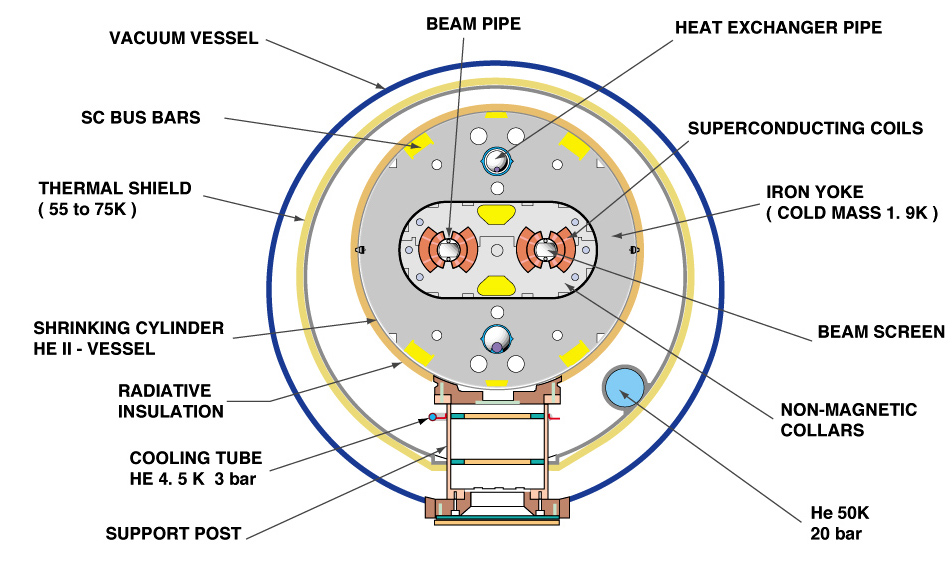 BEAM PIPE
HEAT EXCHANGER PIPE
VACUUM VESSEL
SC BUS BARS
SUPERCONDUCTING COILS
THERMAL SHIELD
( 55 to 75K )
IRON YOKE
( COLD MASS 1. 9K )
SHRINKING CYLINDER
HE II - VESSEL
BEAM SCREEN
RADIATIVE
INSULATION
NON-MAGNETIC
COLLARS
COOLING TUBE
HE 4. 5 K  3 bar
SUPPORT POST
He 50K
20 bar